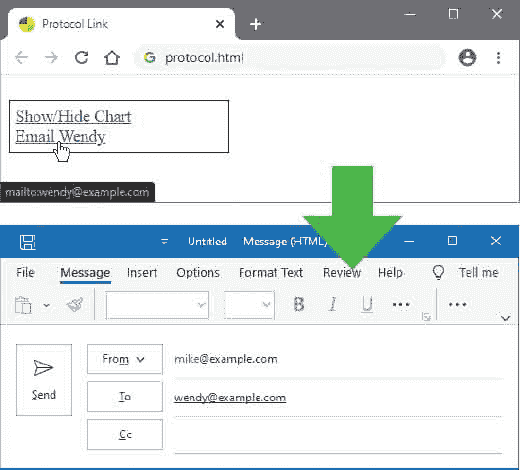 Protocol Link
protocol.html
Show/Hide Chart
Email Wendy
mailto:wendy@example.com
Untitled Message (HTML)
File Message Insert Options Format Text Review Help Tell me
B I U
Send
From mike@example.com
To wendy@example.com
Cc